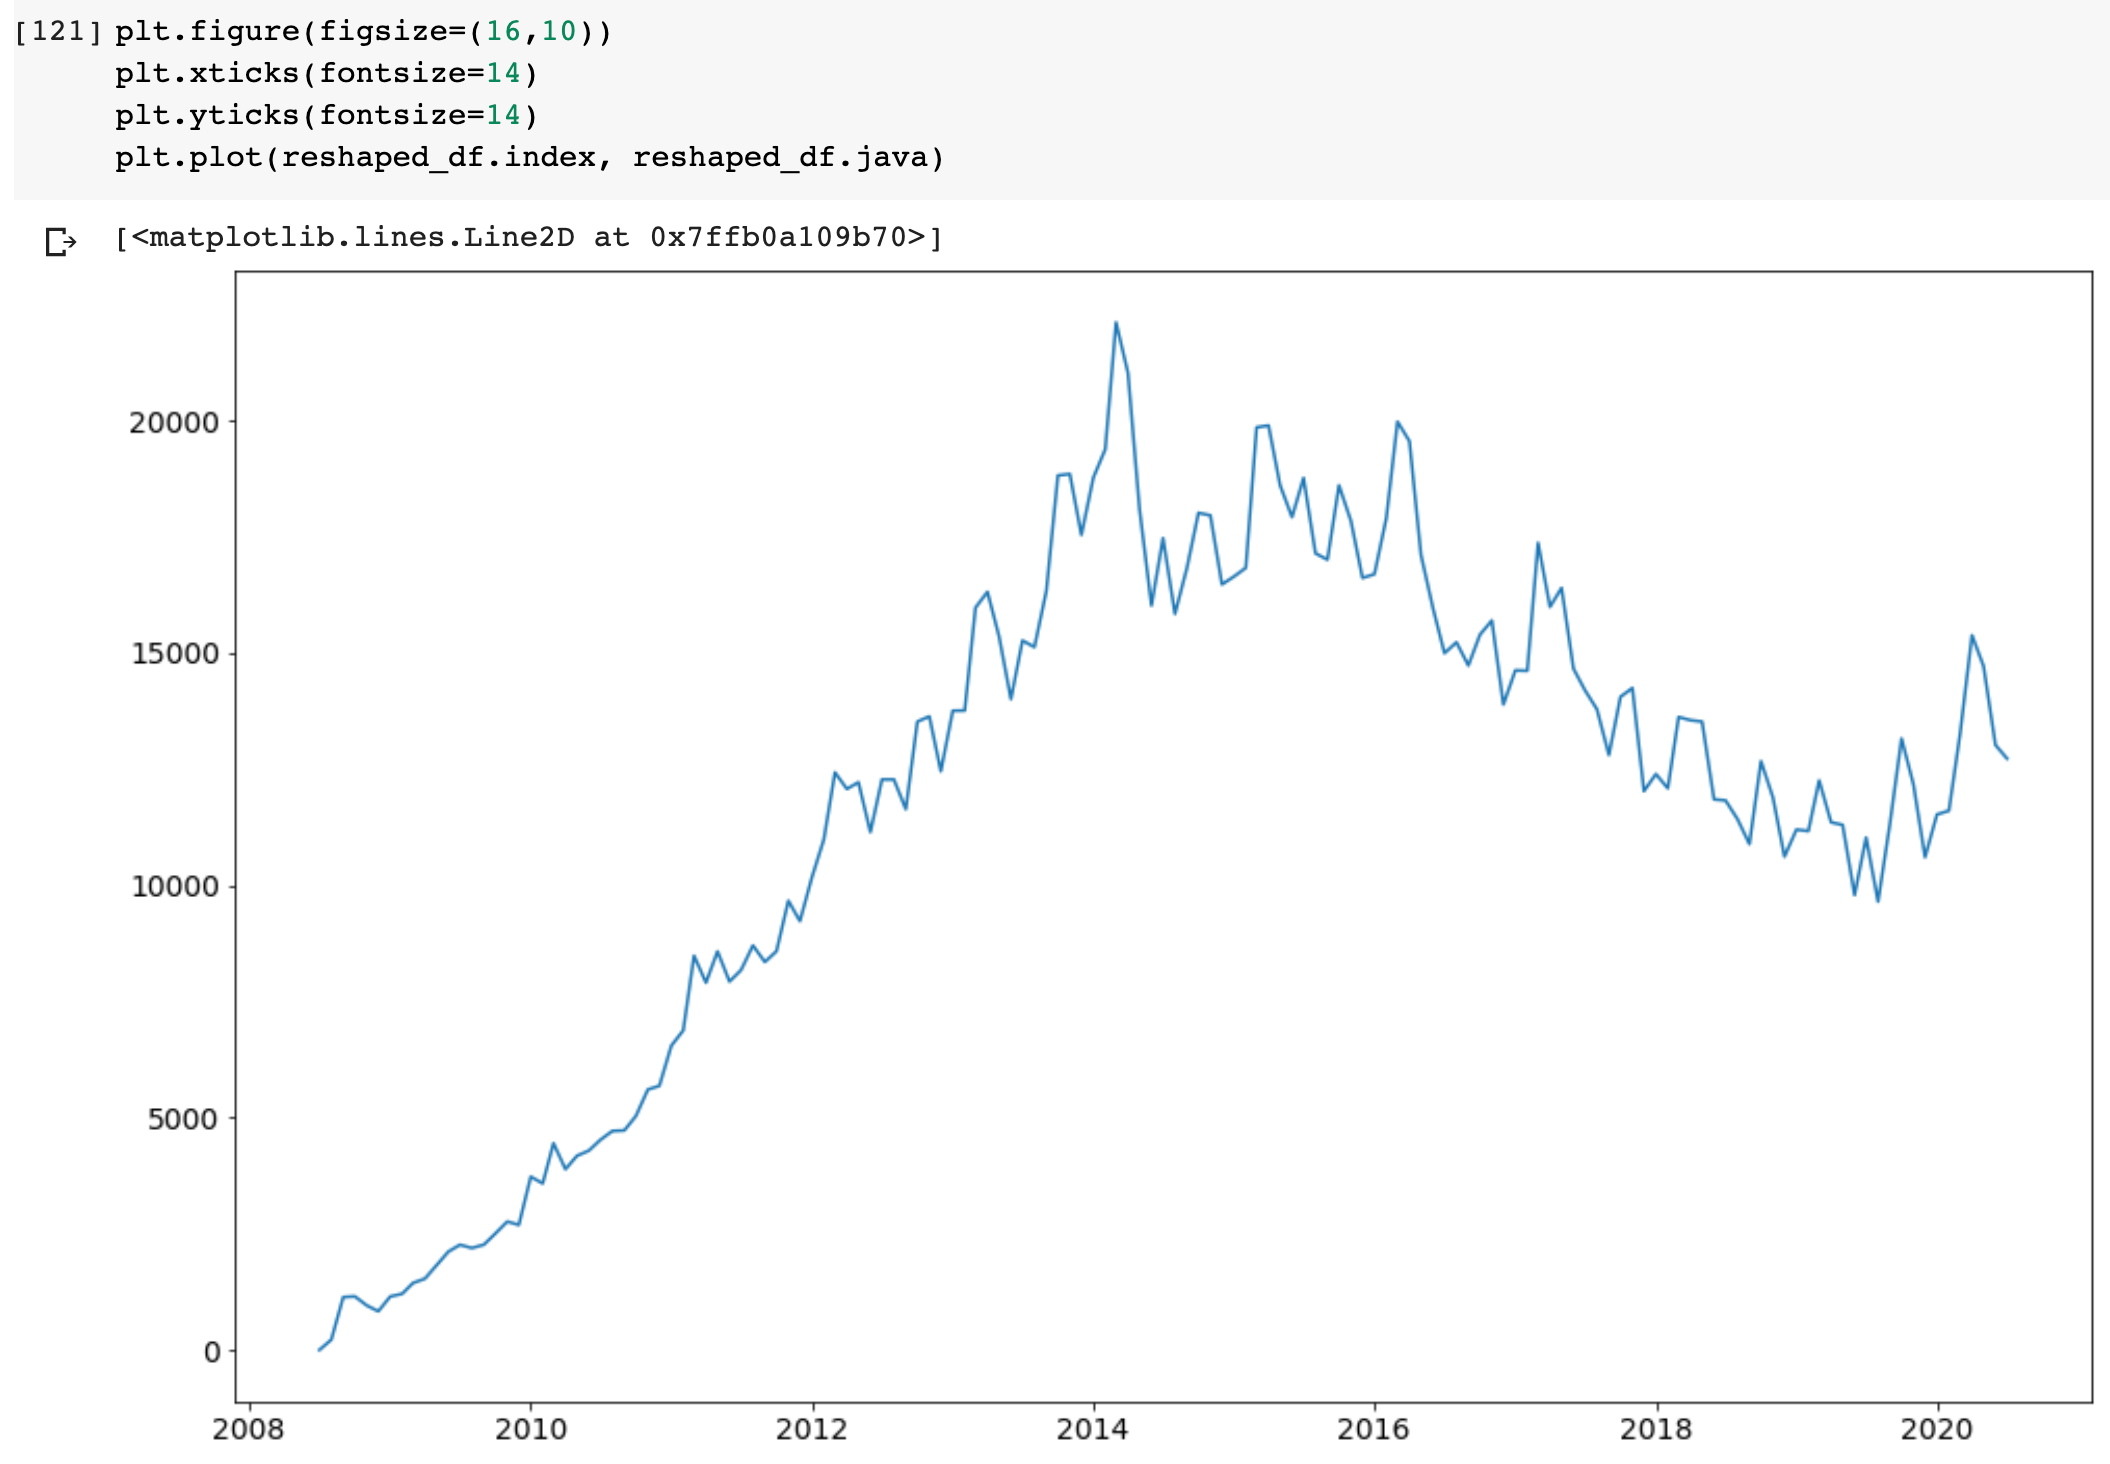 [121] plt.figure(figsize=(16,10))
plt.xticks(fontsize=14)
plt.yticks(fontsize=14)
plt.plot(reshaped_df.index, reshaped_df.java)
[<matplotlib.lines.Line2D at 0x7ffb0a109b70>]
20000
15000
10000
5000
0
2008 2010 2012 2014 2016 2018 2020